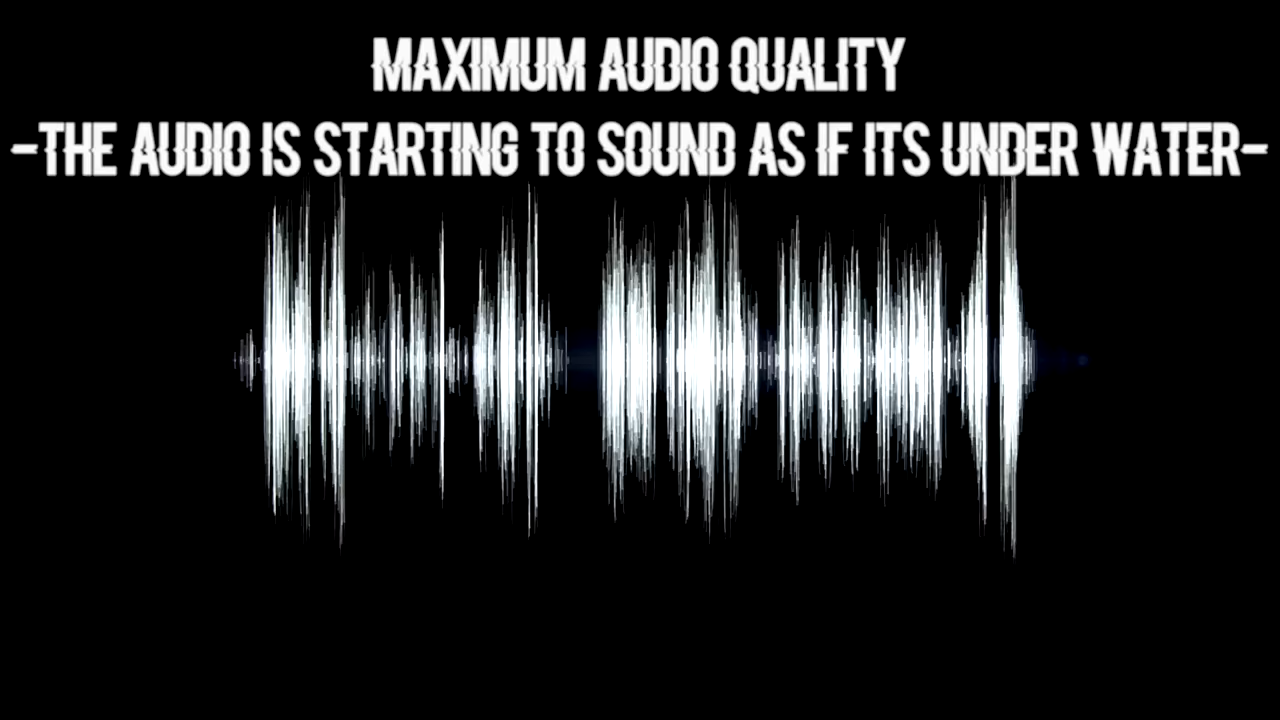 MAXIMUM AUDIO QUALITY
-THE AUDIO IS STARTING TO SOUND AS IF ITS UNDER WATER-